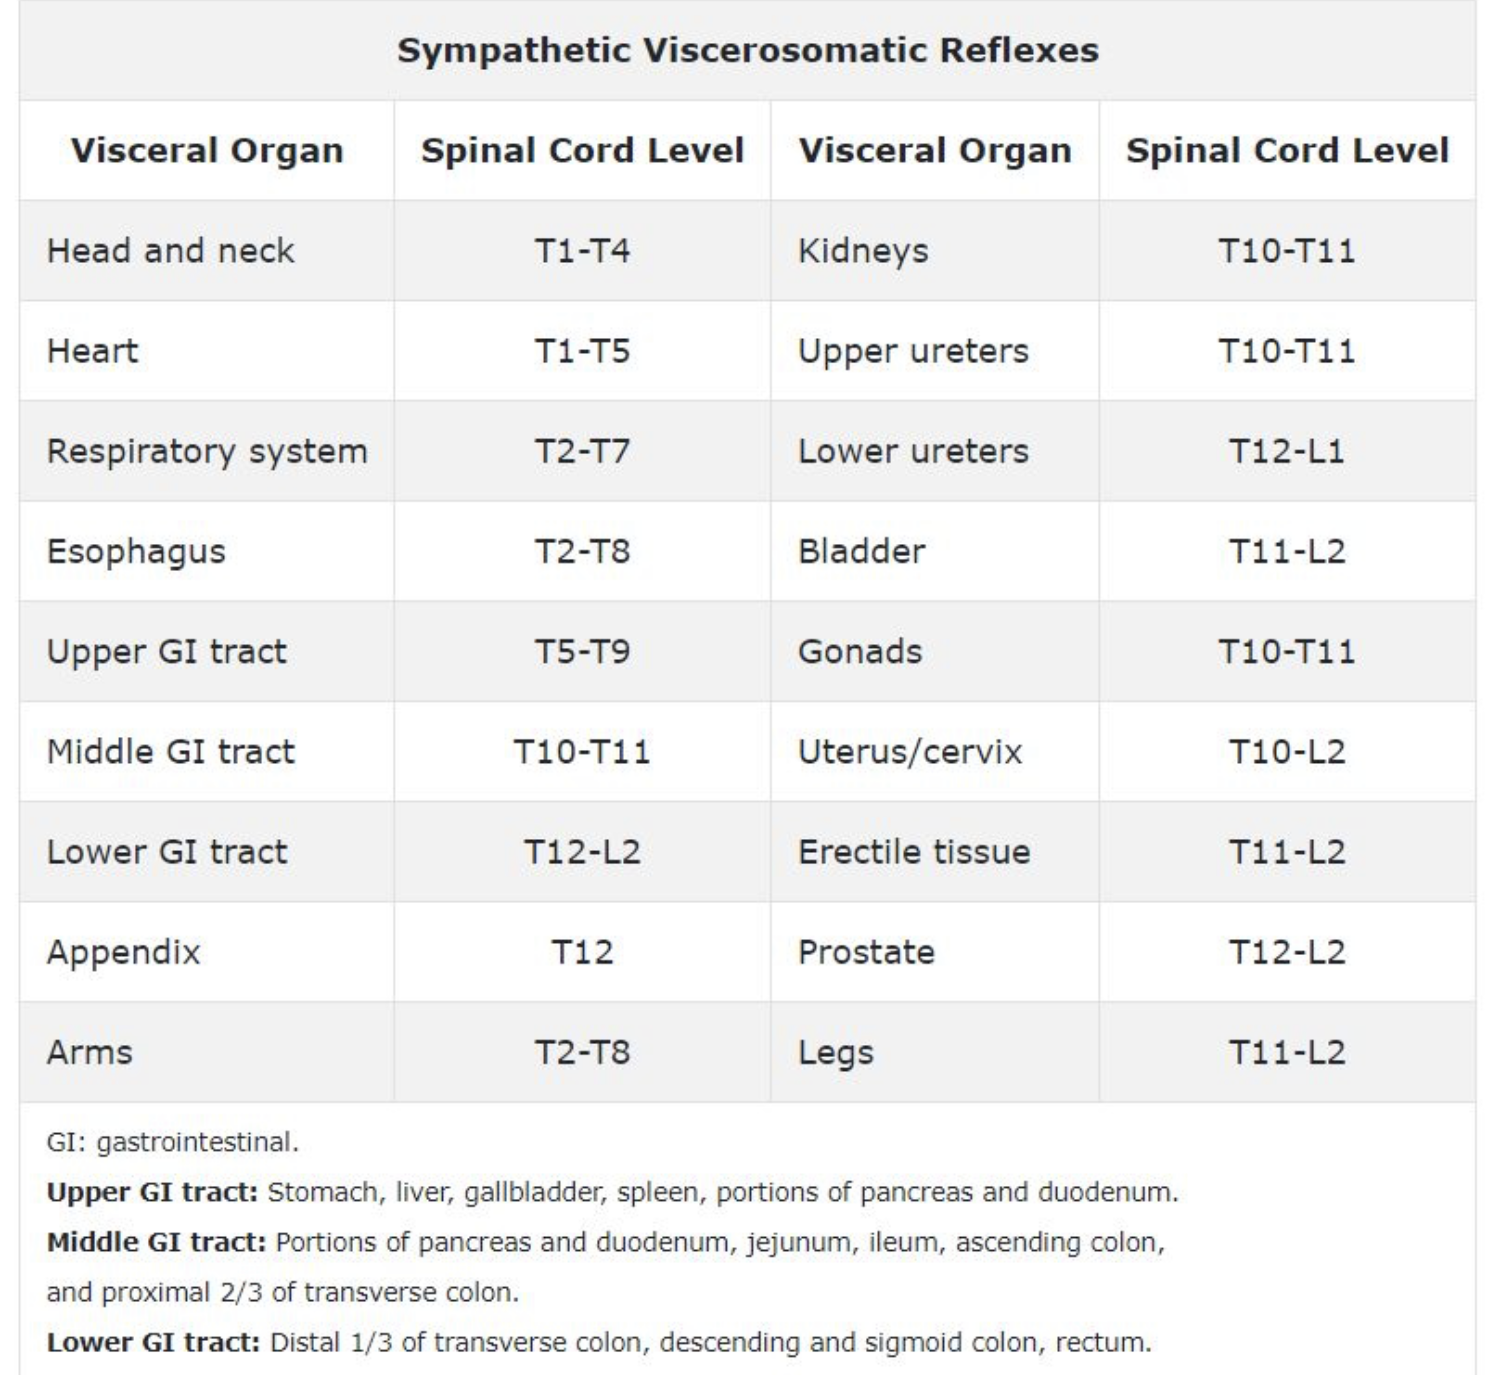 Sympathetic Viscerosomatic Reflexes
Visceral Organ Spinal Cord Level Visceral Organ Spinal Cord Level
Head and neck T1-T4 Kidneys T10-T11
Heart T1-T5 Upper ureters T10-T11
Respiratory system T2-T7 Lower ureters T12-L1
Esophagus T2-T8 Bladder T11-L2
Upper GI tract T5-T9 Gonads T10-T11
Middle GI tract T10-T11 Uterus/cervix T10-L2
Lower GI tract T12-L2 Erectile tissue T11-L2
Appendix T12 Prostate T12-L2
Arms T2-T8 Legs T11-L2
GI: gastrointestinal.
Upper GI tract: Stomach, liver, gallbladder, spleen, portions of pancreas and duodenum.
Middle GI tract: Portions of pancreas and duodenum, jejunum, ileum, ascending colon,
and proximal 2/3 of transverse colon.
Lower GI tract: Distal 1/3 of transverse colon, descending and sigmoid colon, rectum.